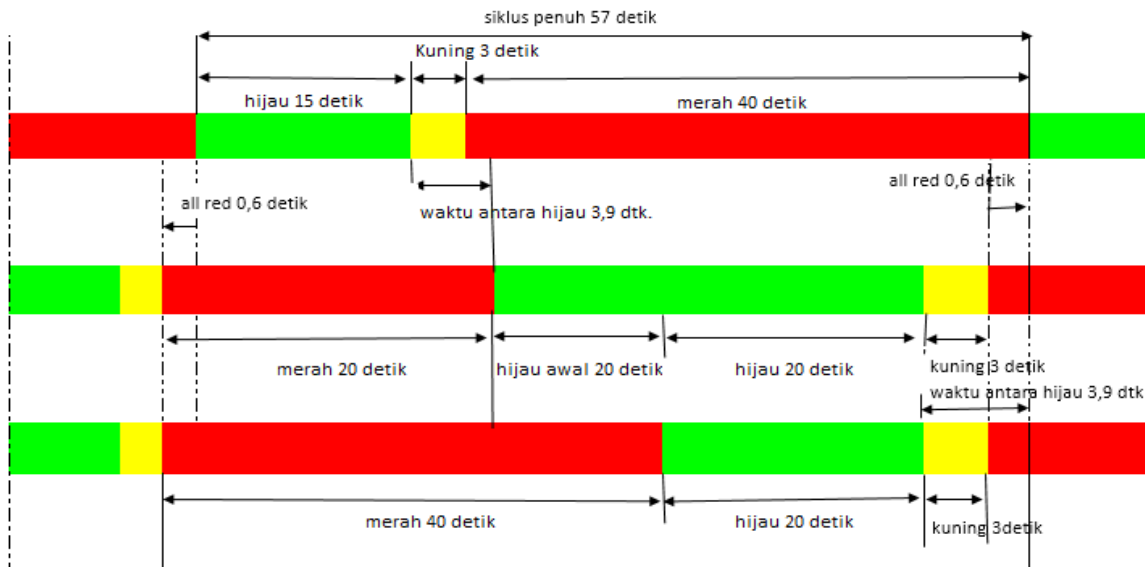 siklus penuh 57 detik
Kuning 3 detik
hijau 15 detik
merah 40 detik
all red 0,6 detik
all red 0,6 detik
waktu antara hijau 3,9 dtk.
merah 20 detik
hijau awal 20 detik
hijau 20 detik
kuning 3 detik
waktu antara hijau 3,9 dtk
merah 40 detik
hijau 20 detik
kuning 3detik